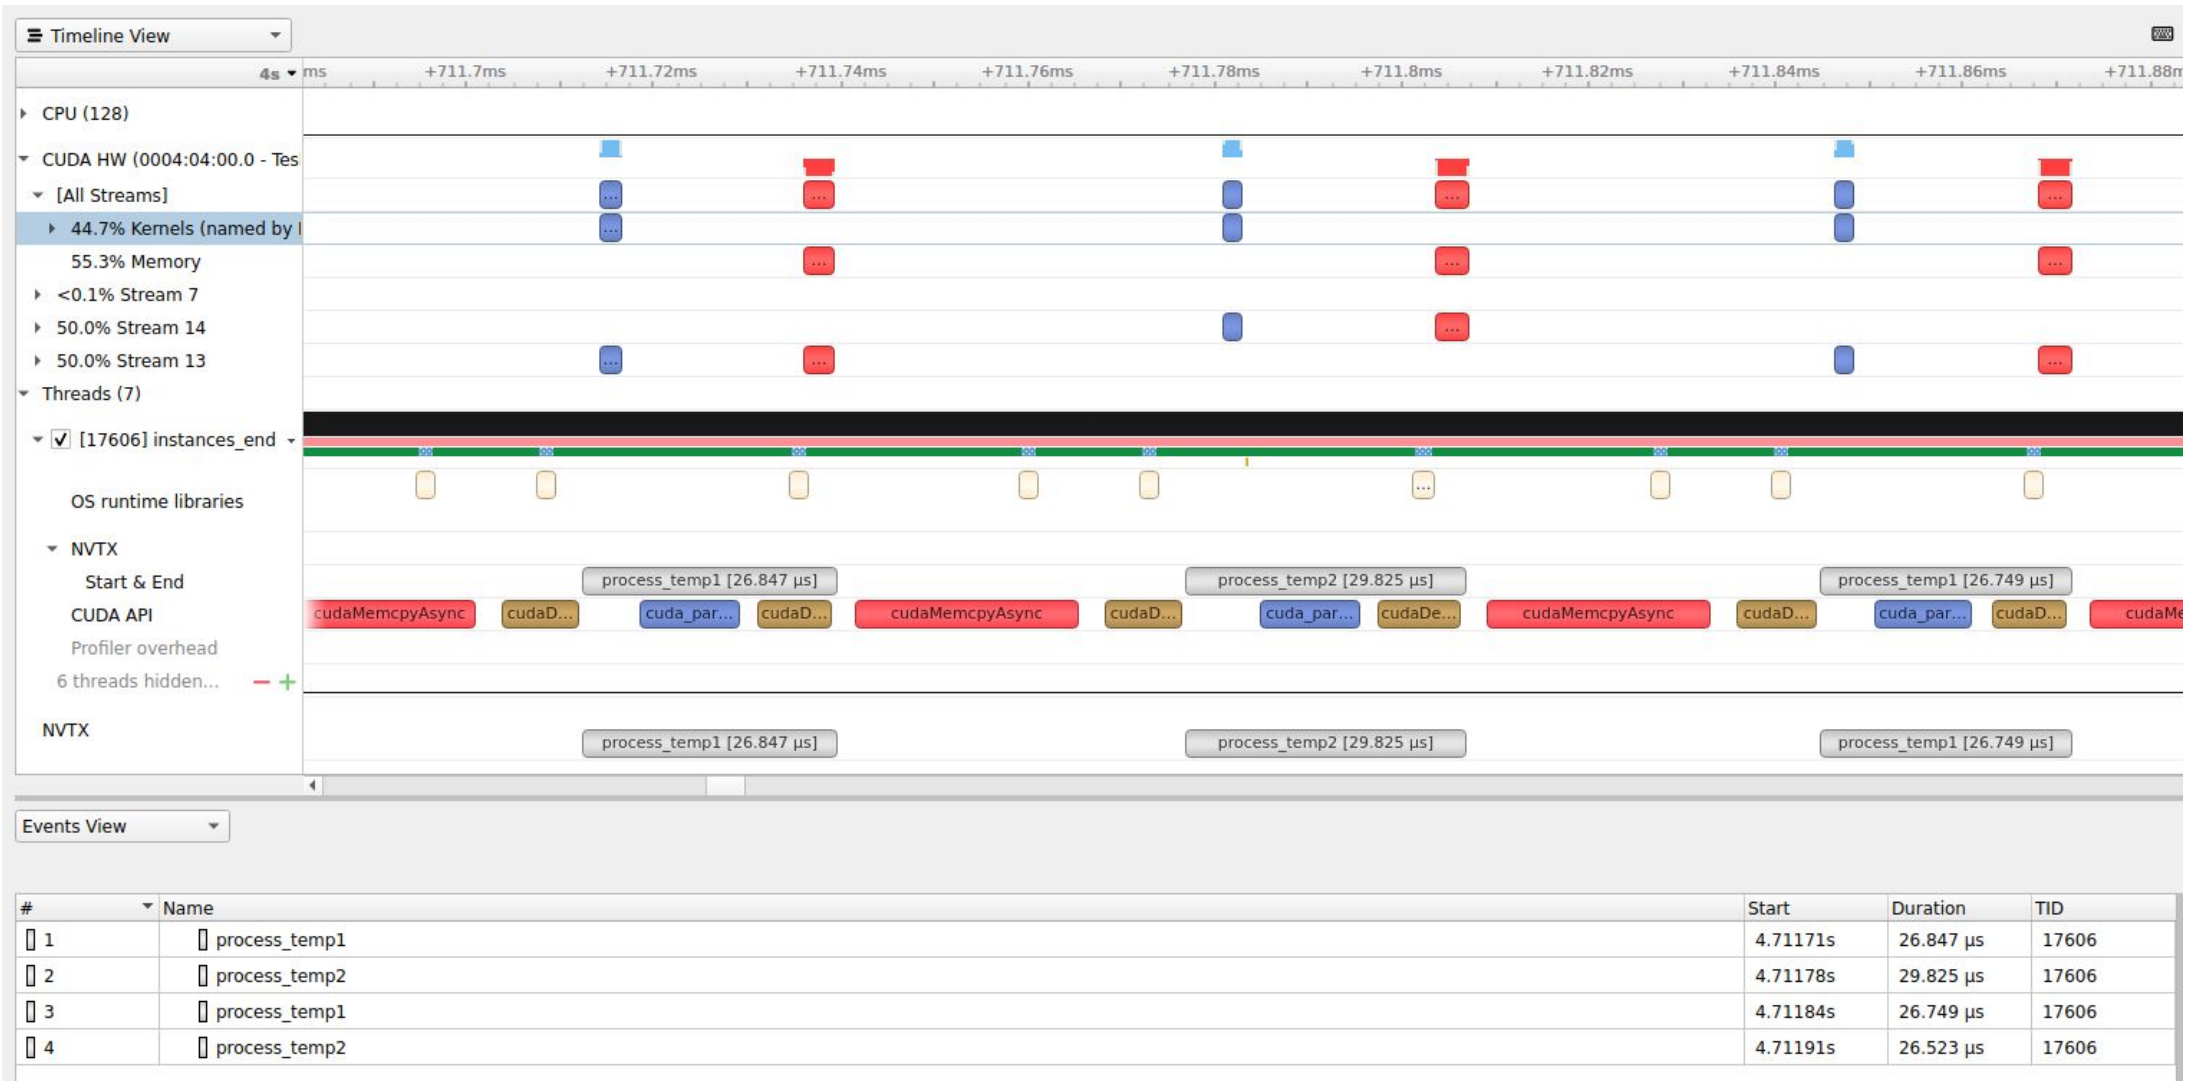 Timeline View
4s ms +711.7ms +711.72ms +711.74ms +711.76ms +711.78ms +711.8ms +711.82ms +711.84ms +711.86ms +711.88m
CPU (128)
CUDA HW (0004:04:00.0 - Tes
[All Streams]
... ... ... ...
44.7% Kernels (named by
...
55.3% Memory
... ... ...
<0.1% Stream 7
50.0% Stream 14
...
50.0% Stream 13
... ... ...
Threads (7)
[17606] instances_end
OS runtime libraries
...
NVTX
Start & End
process_temp1 [26.847 µs] process_temp2 [29.825 µs] process_temp1 [26.749 µs]
CUDA API
cudaMemcpyAsync cudaD... cuda_par... cudaD... cudaMemcpyAsync cudaD... cuda_par... cudaDe... cudaMemcpyAsync cudaD... cuda_par... cudaD... cudaMe
Profiler overhead
6 threads hidden... − +
NVTX
process_temp1 [26.847 µs] process_temp2 [29.825 µs] process_temp1 [26.749 µs]
Events View
# Name Start Duration TID
1 process_temp1 4.71171s 26.847 µs 17606
2 process_temp2 4.71178s 29.825 µs 17606
3 process_temp1 4.71184s 26.749 µs 17606
4 process_temp2 4.71191s 26.523 µs 17606